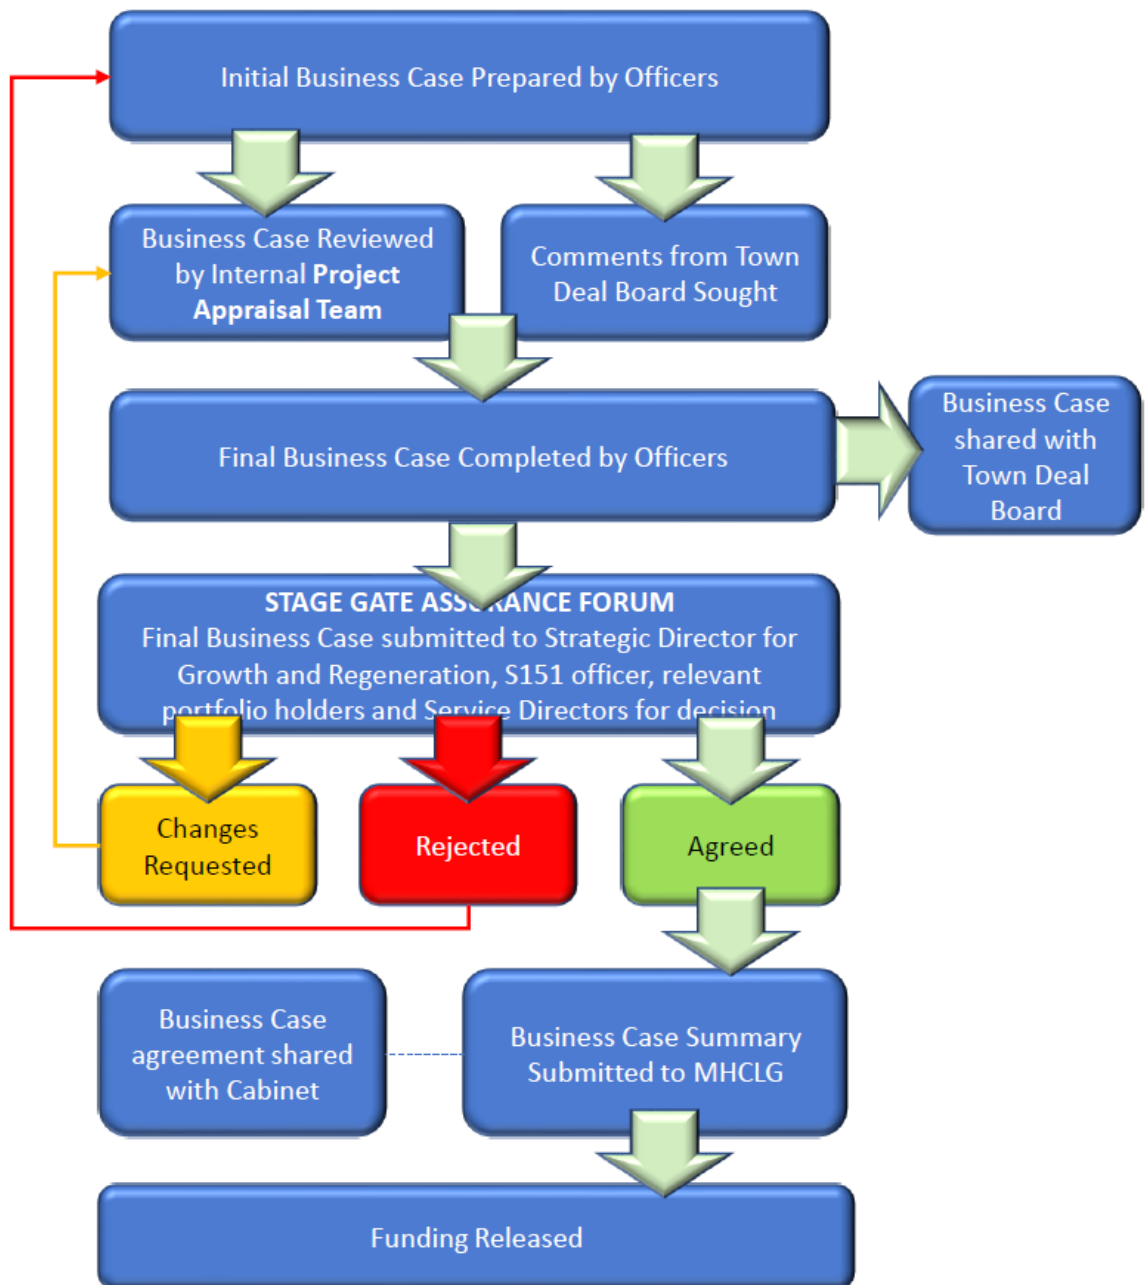 Initial Business Case Prepared by Officers
Business Case Reviewed
by Internal Project
Appraisal Team
Comments from Town
Deal Board Sought
Final Business Case Completed by Officers
Business Case
shared with
Town Deal
Board
STAGE GATE ASSURANCE FORUM
Final Business Case submitted to Strategic Director for
Growth and Regeneration, S151 officer, relevant
portfolio holders and Service Directors for decision
Changes
Requested
Rejected
Agreed
Business Case
agreement shared
with Cabinet
Business Case Summary
Submitted to MHCLG
Funding Released